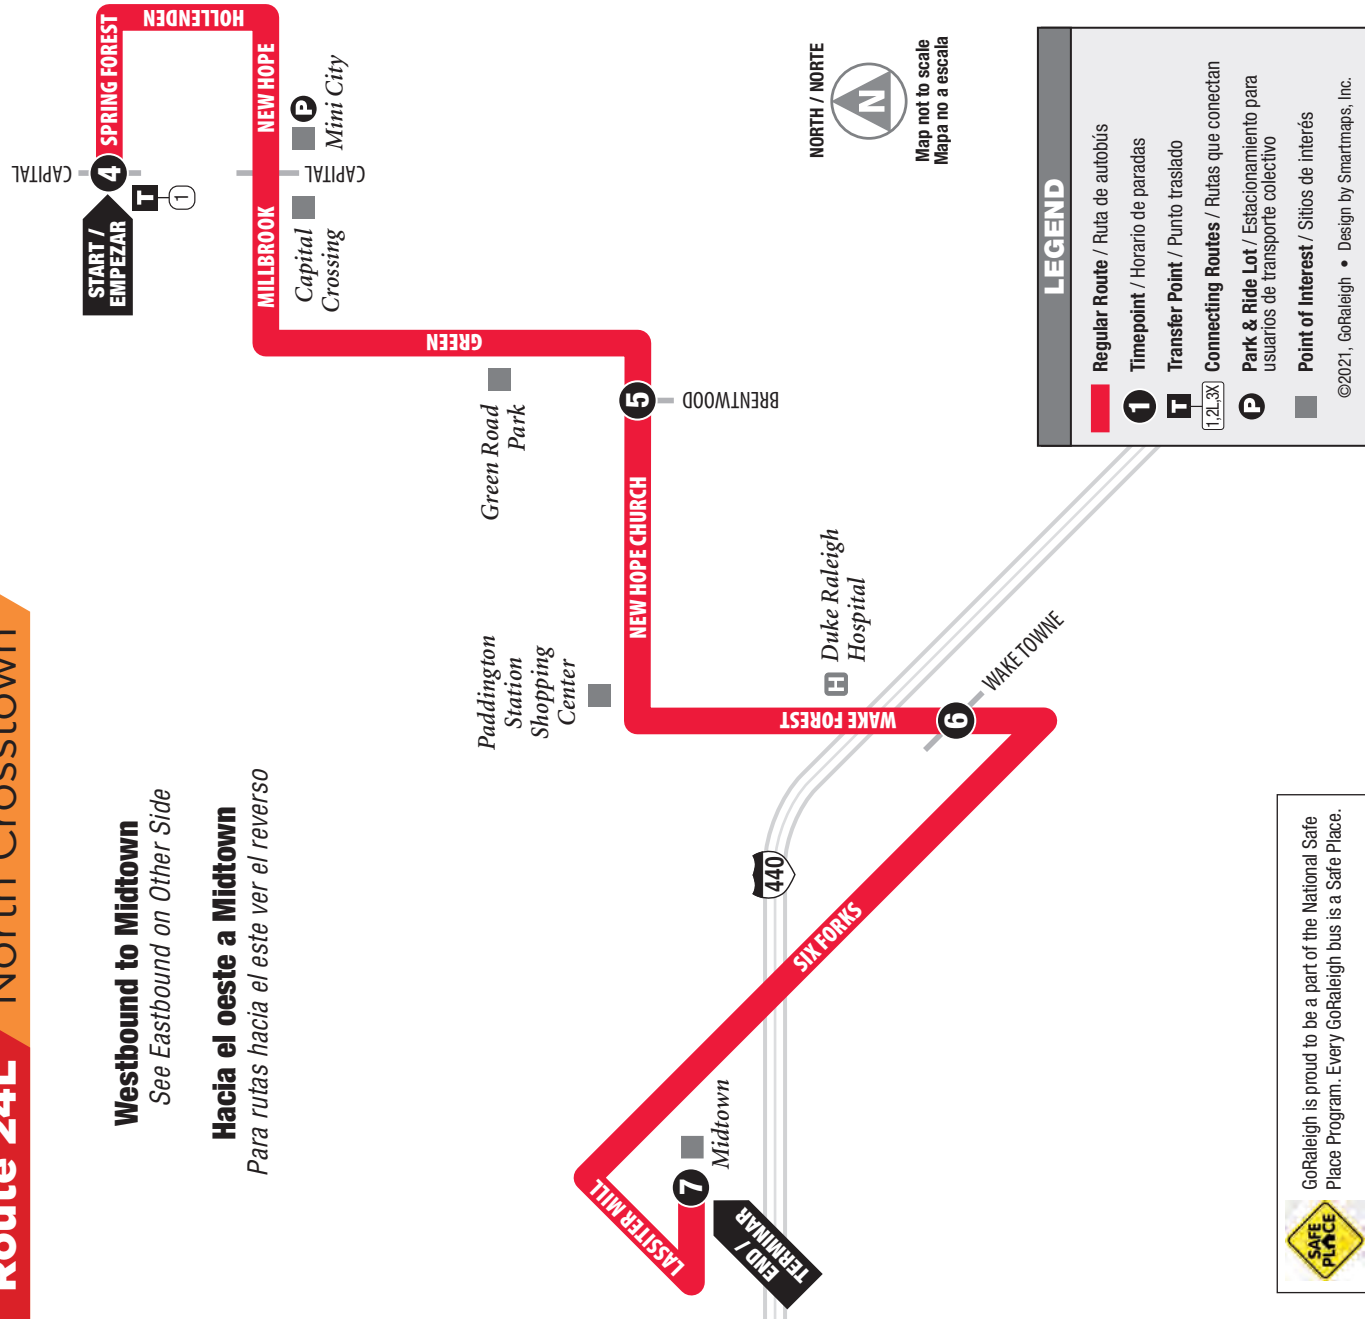 Route 24L North Crosstown
Westbound to Midtown
See Eastbound on Other Side
Hacia el oeste a Midtown
Para rutas hacia el este ver el reverso
START /
EMPEZAR
4
T
1
CAPITAL
SPRING FOREST
HOLLENDEN
NEW HOPE
MILLBROOK
CAPITAL
P
Mini City
Capital
Crossing
GREEN
Green Road
Park
5
BRENTWOOD
NEW HOPE CHURCH
Paddington
Station
Shopping
Center
H Duke Raleigh
Hospital
WAKE FOREST
6
WAKE TOWNE
440
SIX FORKS
LASSITER MILL
7
Midtown
END /
TERMINAR
NORTH / NORTE
N
Map not to scale
Mapa no a escala
LEGEND
Regular Route / Ruta de autobús
1 Timepoint / Horario de paradas
T Transfer Point / Punto traslado
1,2L,3X Connecting Routes / Rutas que conectan
P Park & Ride Lot / Estacionamiento para
usuarios de transporte colectivo
Point of Interest / Sitios de interés
©2021, GoRaleigh • Design by Smartmaps, Inc.
SAFE
PLACE
GoRaleigh is proud to be a part of the National Safe
Place Program. Every GoRaleigh bus is a Safe Place.